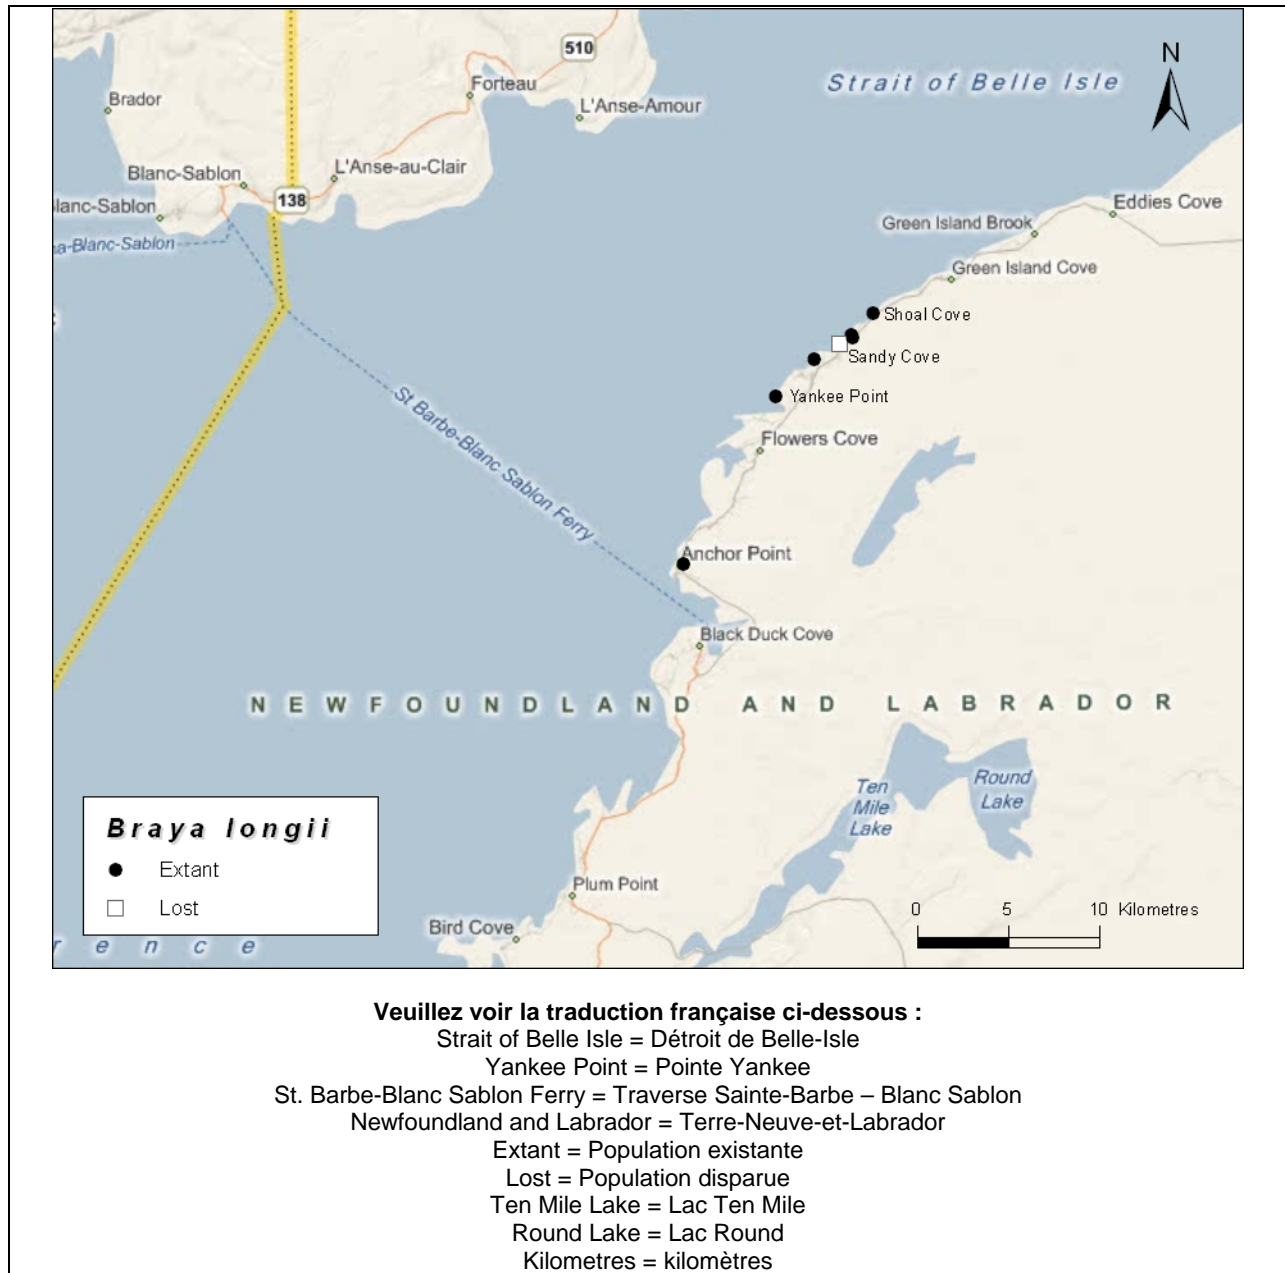 510
N
Strait of Belle Isle
Forteau
Brador
L'Anse-Amour
Blanc-Sablon
L'Anse-au-Clair
138
lanc-Sablon
Eddies Cove
Green Island Brook
a-Blanc-Sablon
Green Island Cove
Shoal Cove
Sandy Cove
Yankee Point
St Barbe-Blanc Sablon Ferry
Flowers Cove
Anchor Point
Black Duck Cove
NEWFOUNDLAND AND LABRADOR
Ten
Mile
Lake
Round
Lake
Braya longii
Extant
Lost
Plum Point
Bird Cove
0 5 10 Kilometres
rence
Veuillez voir la traduction française ci-dessous :
Strait of Belle Isle = Détroit de Belle-Isle
Yankee Point = Pointe Yankee
St. Barbe-Blanc Sablon Ferry = Traverse Sainte-Barbe – Blanc Sablon
Newfoundland and Labrador = Terre-Neuve-et-Labrador
Extant = Population existante
Lost = Population disparue
Ten Mile Lake = Lac Ten Mile
Round Lake = Lac Round
Kilometres = kilomètres